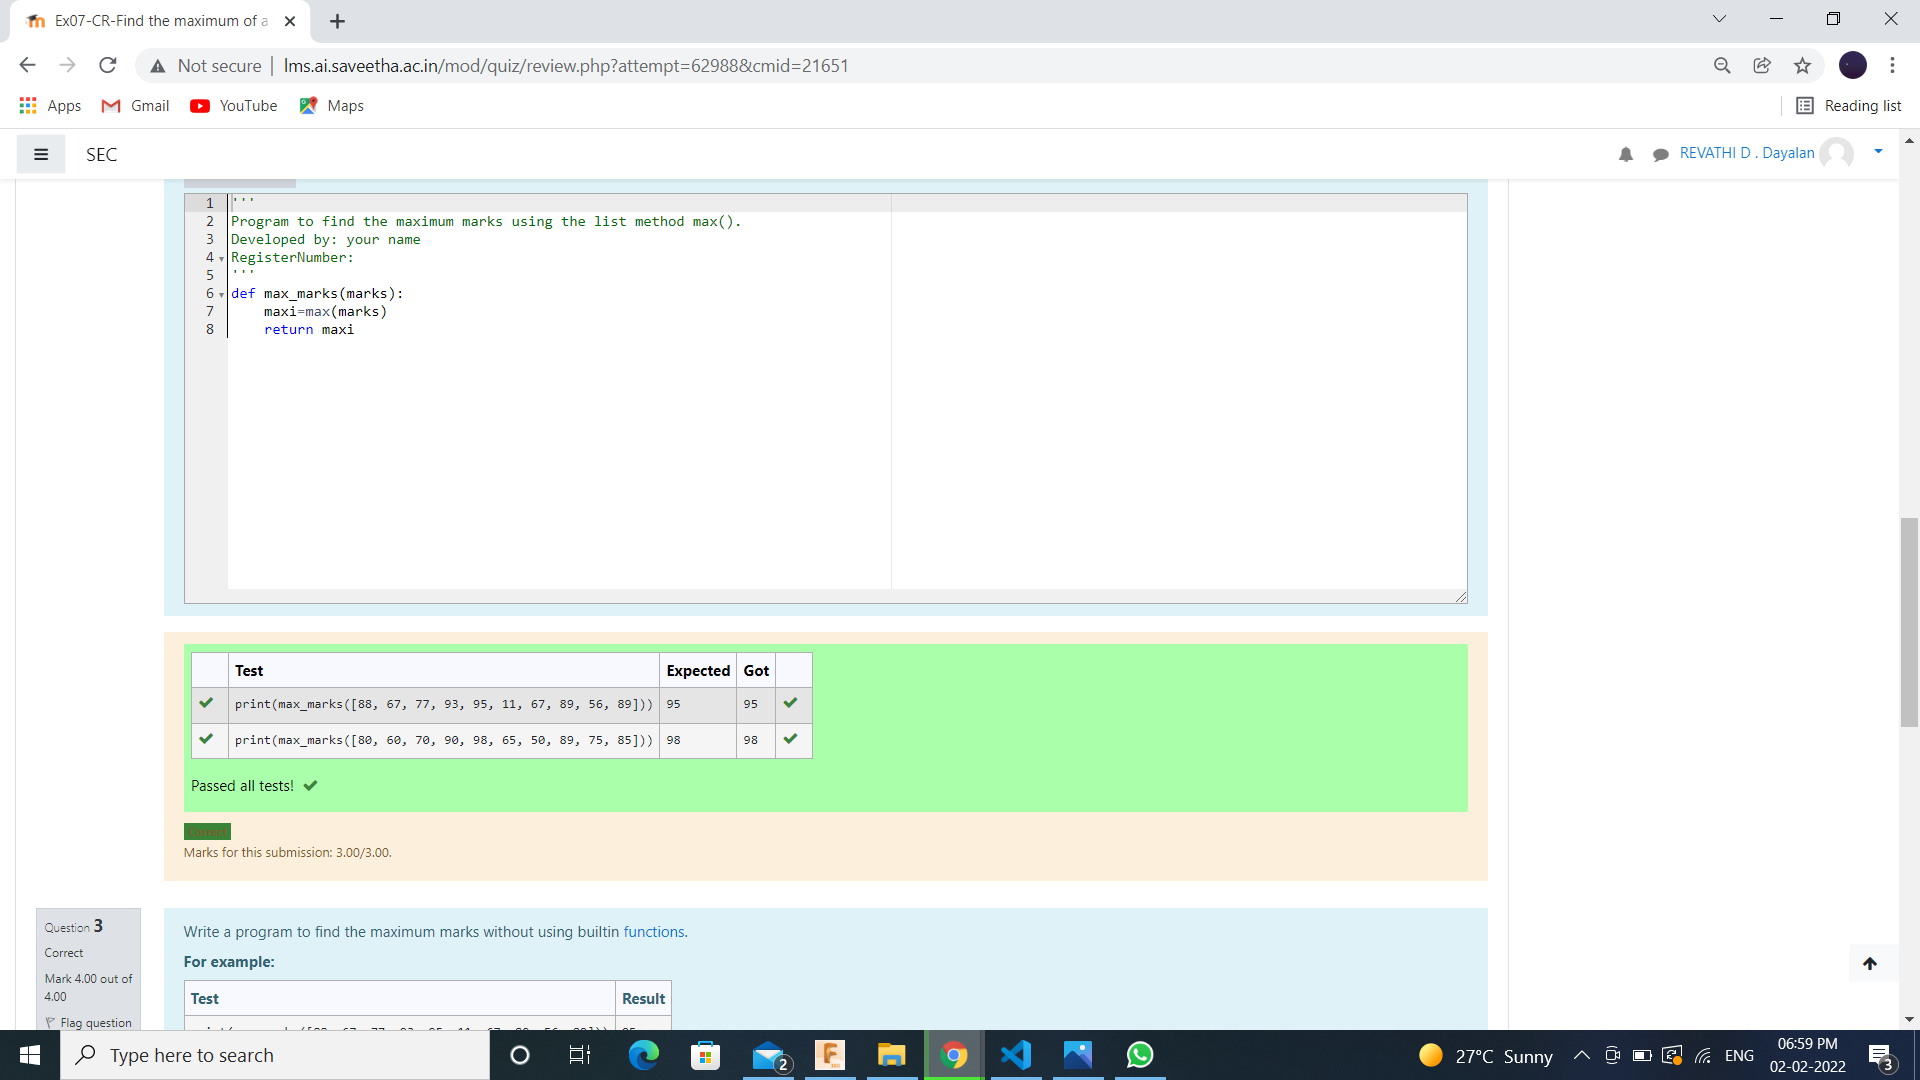 Ex07-CR-Find the maximum of a
Not secure | lms.ai.saveetha.ac.in/mod/quiz/review.php?attempt=62988&cmid=21651
Apps Gmail YouTube Maps Reading list
SEC REVATHI D . Dayalan
1 '''
2 Program to find the maximum marks using the list method max().
3 Developed by: your name
4 RegisterNumber:
5 '''
6 def max_marks(marks):
7     maxi=max(marks)
8     return maxi
Test Expected Got
print(max_marks([88, 67, 77, 93, 95, 11, 67, 89, 56, 89])) 95 95
print(max_marks([80, 60, 70, 90, 98, 65, 50, 89, 75, 85])) 98 98
Passed all tests!
Correct
Marks for this submission: 3.00/3.00.
Question 3
Correct
Mark 4.00 out of
4.00
Flag question
Write a program to find the maximum marks without using builtin functions.
For example:
Test Result
Type here to search
2
27°C Sunny
ENG
06:59 PM
02-02-2022
3